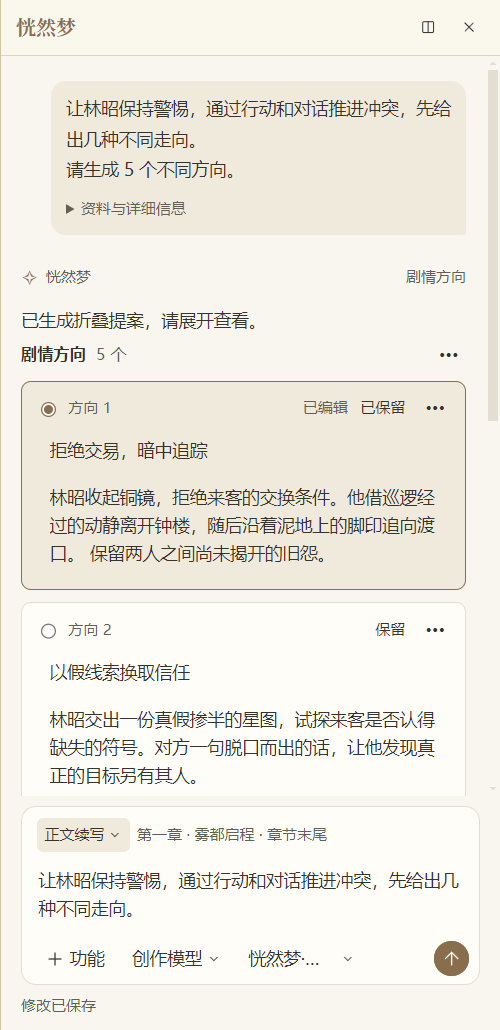 恍然梦
让林昭保持警惕，通过行动和对话推进冲突，先给
出几种不同走向。
请生成 5 个不同方向。
资料与详细信息
恍然梦 剧情方向
已生成折叠提案，请展开查看。
剧情方向 5 个
方向 1 已编辑 已保留
拒绝交易，暗中追踪
林昭收起铜镜，拒绝来客的交换条件。他借巡逻经
过的动静离开钟楼，随后沿着泥地上的脚印追向渡
口。 保留两人之间尚未揭开的旧怨。
方向 2 保留
以假线索换取信任
林昭交出一份真假掺半的星图，试探来客是否认得
缺失的符号。对方一句脱口而出的话，让他发现真
正的目标另有其人。
正文续写 第一章 · 雾都启程 · 章节末尾
让林昭保持警惕，通过行动和对话推进冲突，先给出几
种不同走向。
功能 创作模型 恍然梦·...
修改已保存